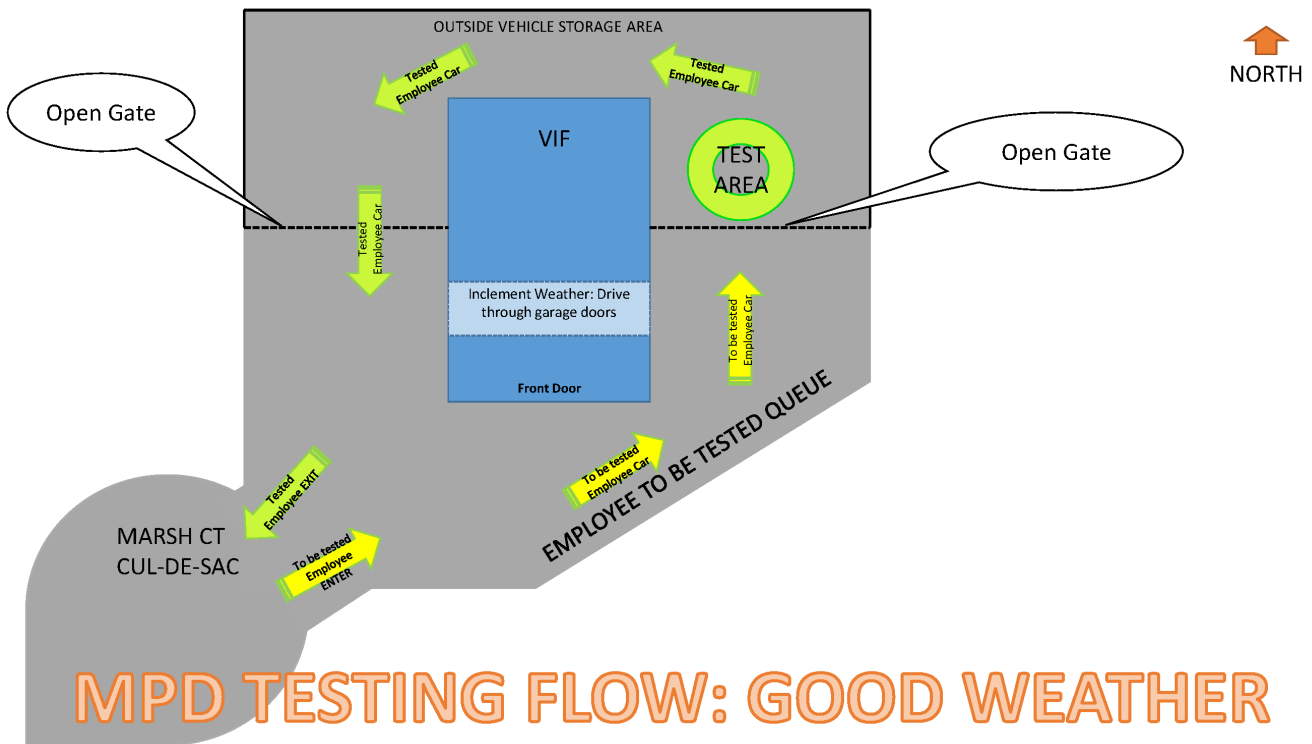 OUTSIDE VEHICLE STORAGE AREA
NORTH
Tested
Employee Car
Tested
Employee Car
Open Gate
Open Gate
VIF
TEST
AREA
Tested
Employee Car
Inclement Weather: Drive
through garage doors
To be tested
Employee Car
Front Door
To be tested
Employee Car
EMPLOYEE TO BE TESTED QUEUE
Tested
Employee EXIT
MARSH CT
CUL-DE-SAC
To be tested
Employee
ENTER
MPD TESTING FLOW: GOOD WEATHER